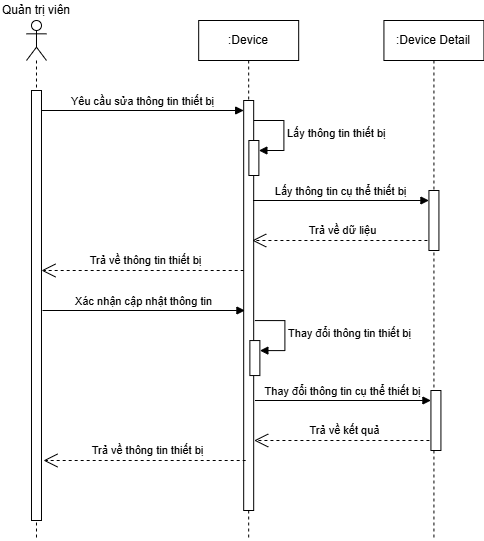 Quản trị viên
:Device
:Device Detail
Yêu cầu sửa thông tin thiết bị
Lấy thông tin thiết bị
Lấy thông tin cụ thể thiết bị
Trả về dữ liệu
Trả về thông tin thiết bị
Xác nhận cập nhật thông tin
Thay đổi thông tin thiết bị
Thay đổi thông tin cụ thể thiết bị
Trả về kết quả
Trả về thông tin thiết bị